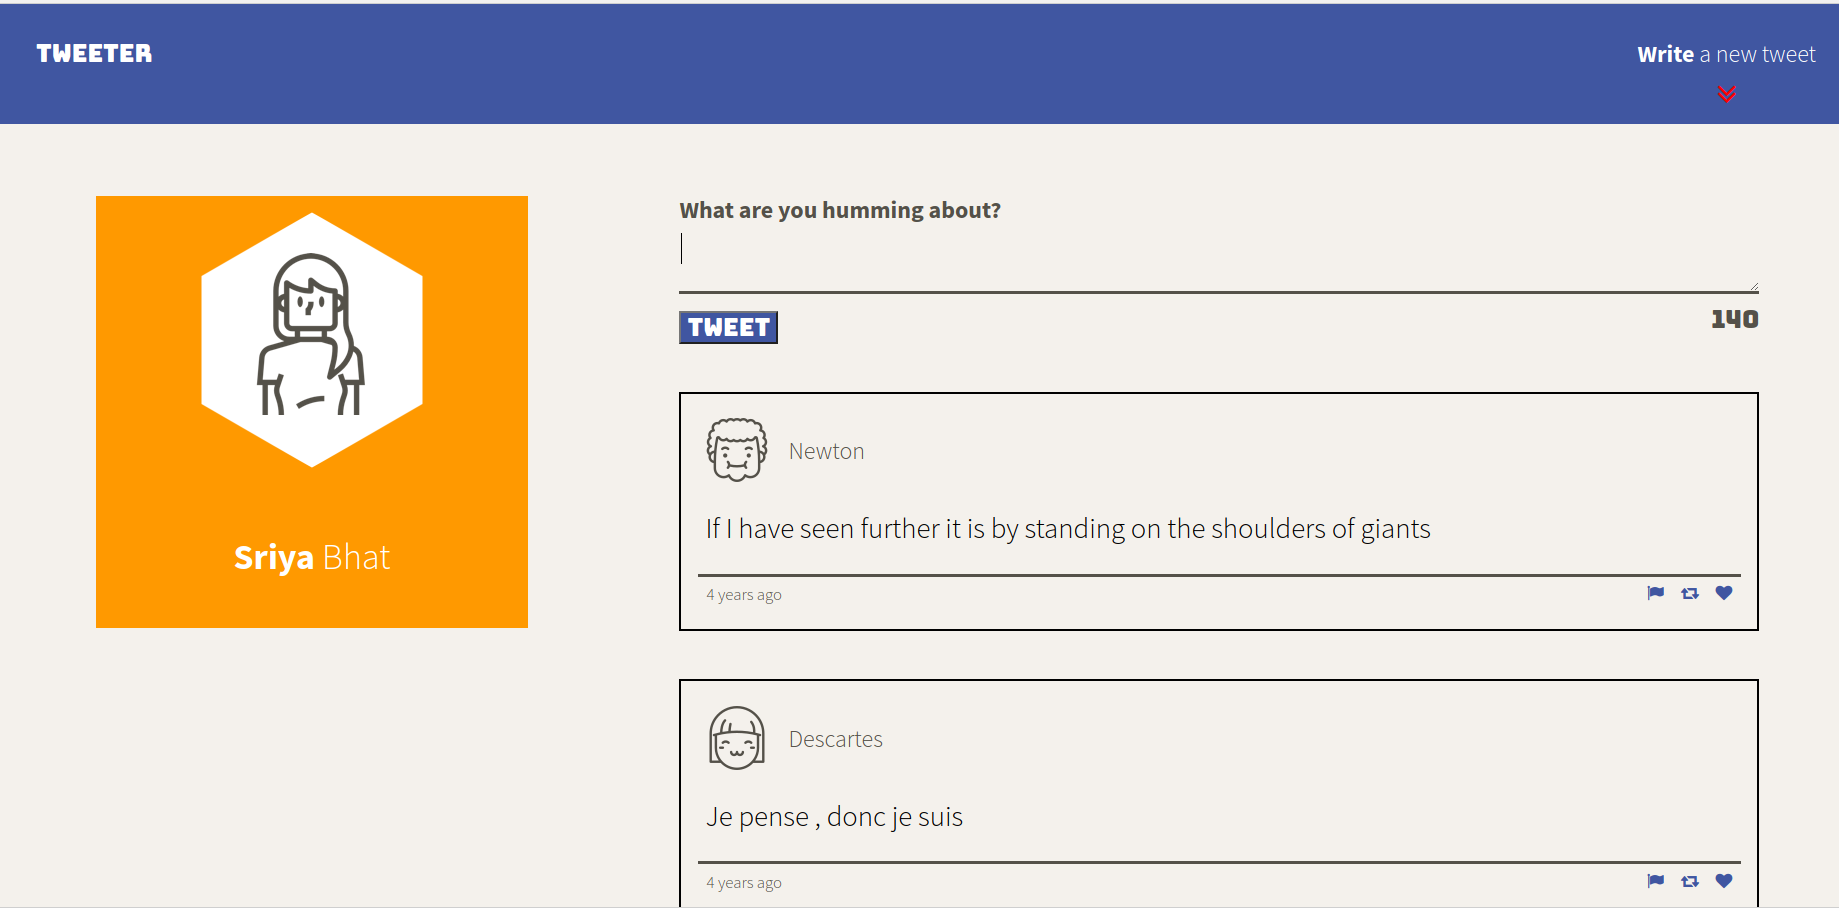 TWEETER
Write a new tweet
Sriya Bhat
What are you humming about?
TWEET
140
Newton
If I have seen further it is by standing on the shoulders of giants
4 years ago
Descartes
Je pense , donc je suis
4 years ago